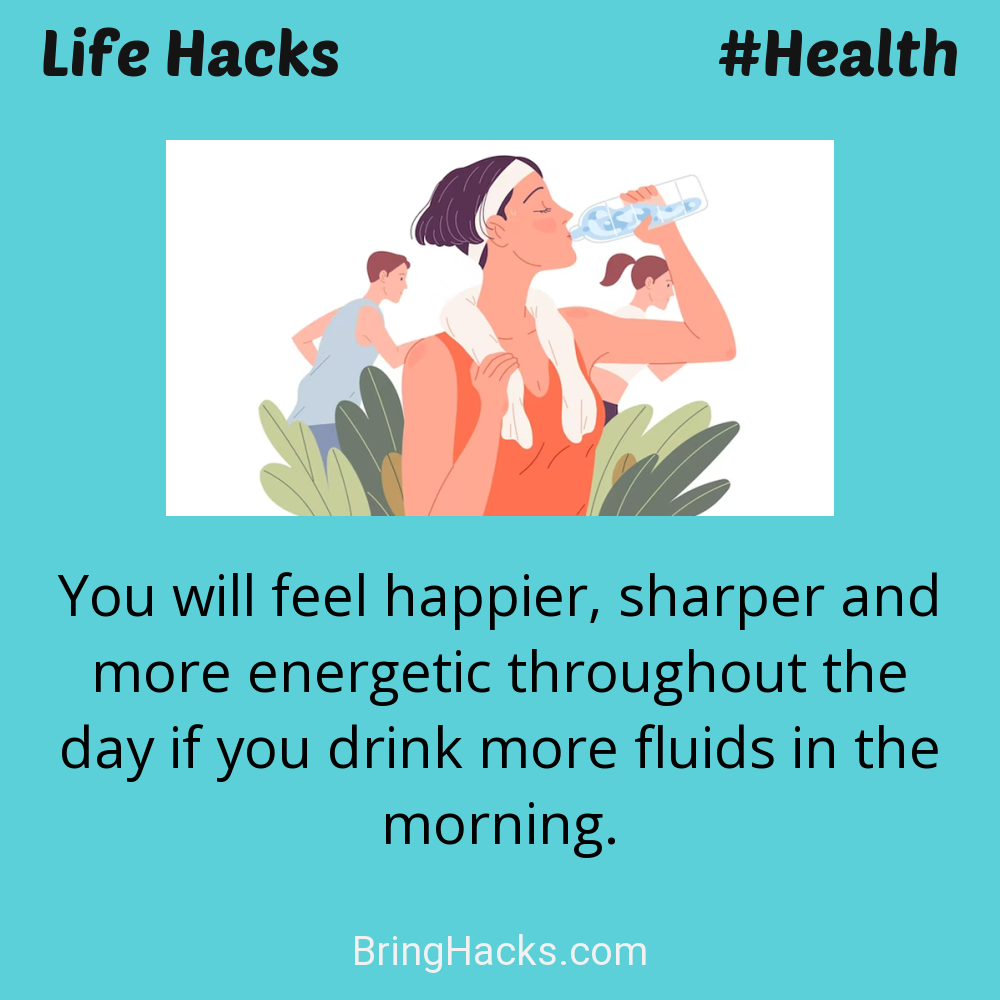 Life Hacks #Health
You will feel happier, sharper and
more energetic throughout the
day if you drink more fluids in the
morning.
BringHacks.com